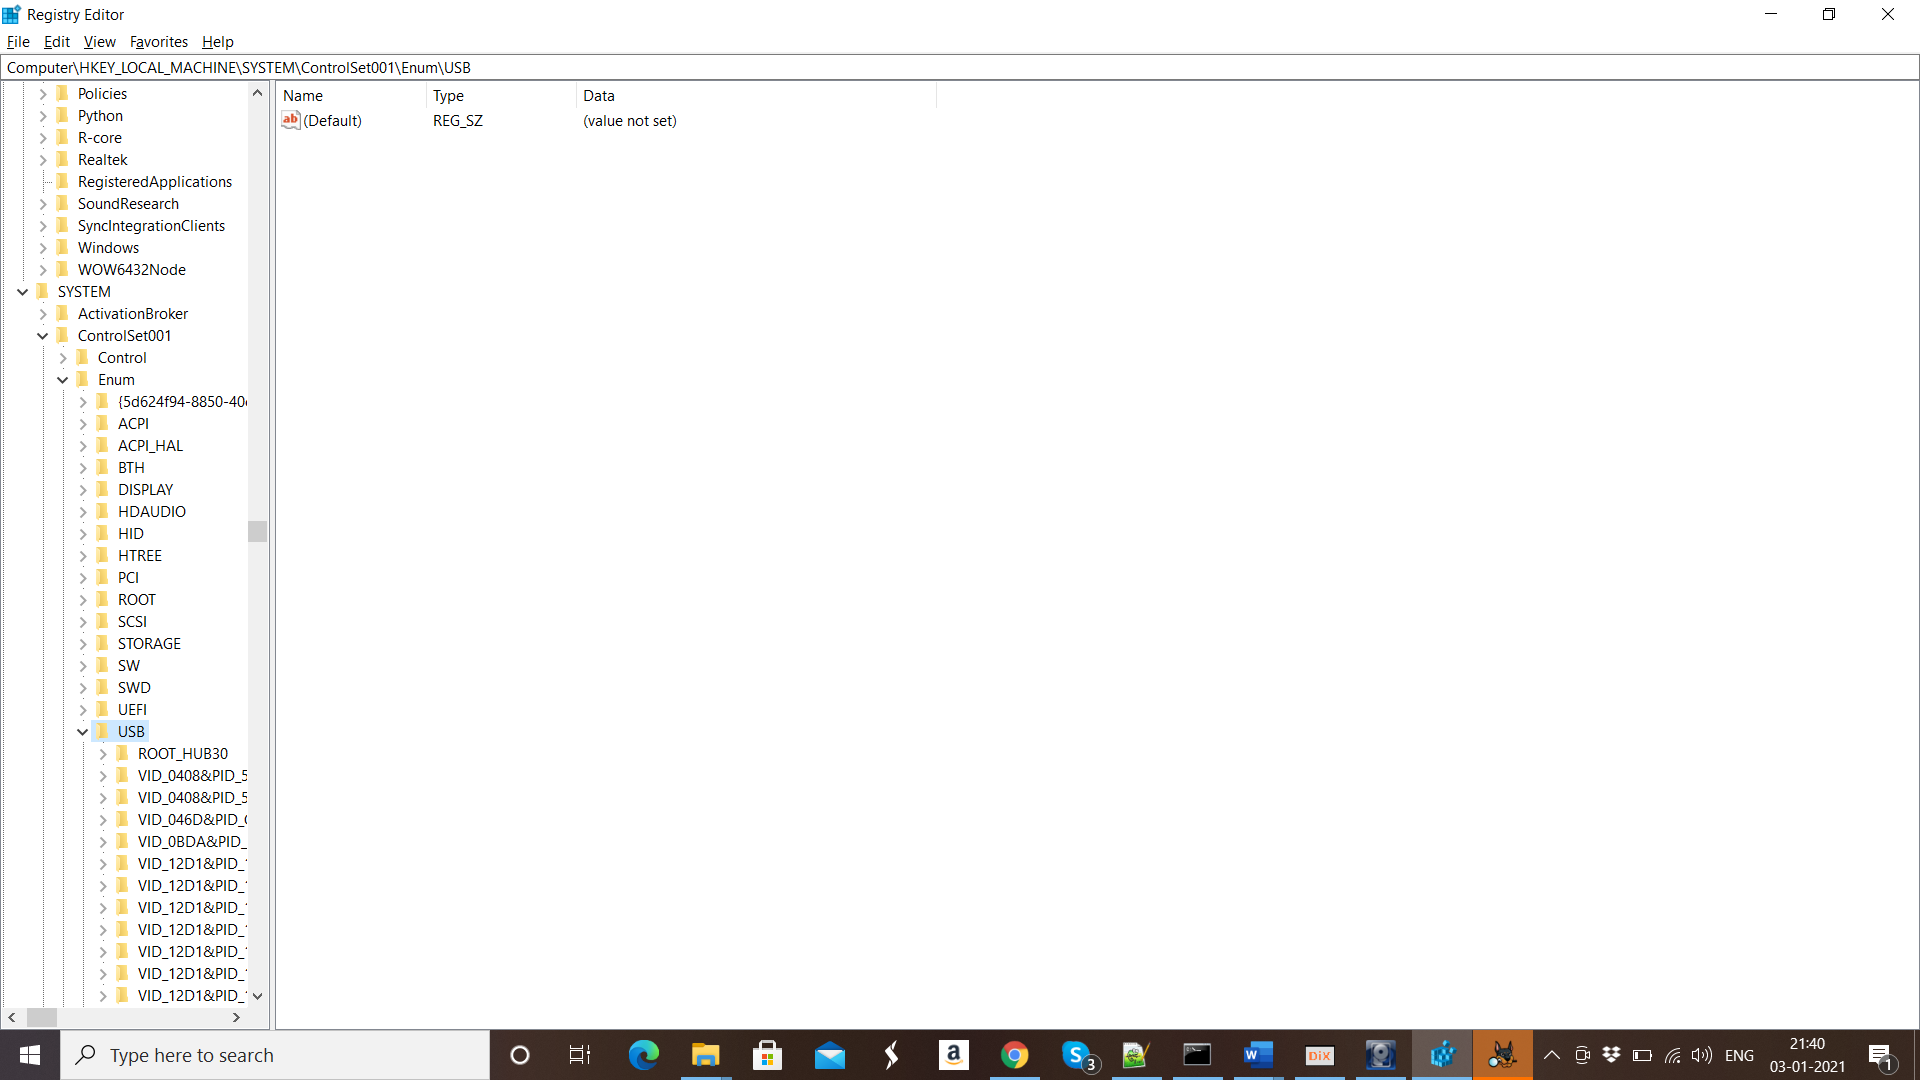 Registry Editor
File Edit View Favorites Help
Computer\HKEY_LOCAL_MACHINE\SYSTEM\ControlSet001\Enum\USB
Name Type Data
(Default) REG_SZ (value not set)
Policies
Python
R-core
Realtek
RegisteredApplications
SoundResearch
SyncIntegrationClients
Windows
WOW6432Node
SYSTEM
ActivationBroker
ControlSet001
Control
Enum
{5d624f94-8850-40
ACPI
ACPI_HAL
BTH
DISPLAY
HDAUDIO
HID
HTREE
PCI
ROOT
SCSI
STORAGE
SW
SWD
UEFI
USB
ROOT_HUB30
VID_0408&PID_5
VID_0408&PID_5
VID_046D&PID_
VID_0BDA&PID_
VID_12D1&PID_
VID_12D1&PID_
VID_12D1&PID_
VID_12D1&PID_
VID_12D1&PID_
VID_12D1&PID_
VID_12D1&PID_
Type here to search
3
DiX
ENG
21:40
03-01-2021
1